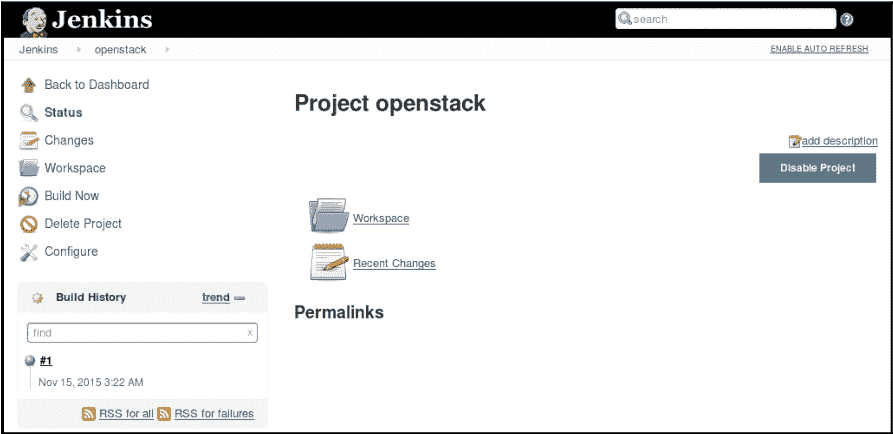 Jenkins
search
Jenkins openstack
ENABLE AUTO REFRESH
Back to Dashboard
Status
Changes
Workspace
Build Now
Delete Project
Configure
Build History trend
find x
#1
Nov 15, 2015 3:22 AM
RSS for all RSS for failures
Project openstack
add description
Disable Project
Workspace
Recent Changes
Permalinks